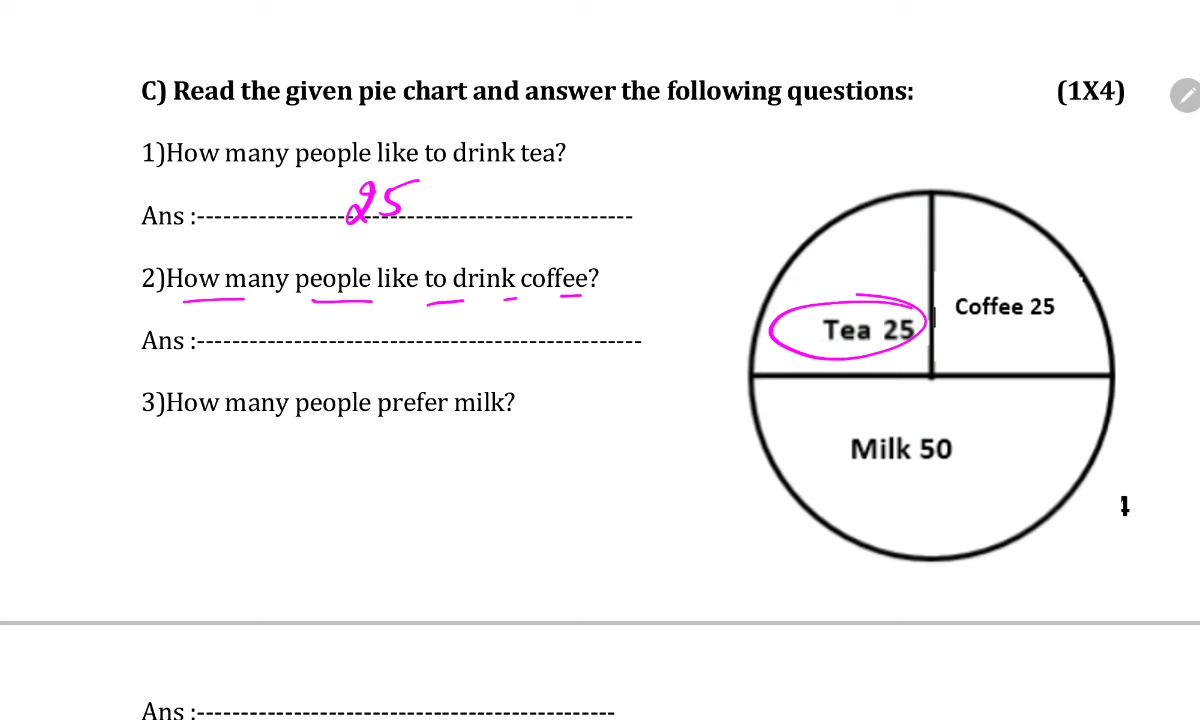 C) Read the given pie chart and answer the following questions: (1X4)
1)How many people like to drink tea?
Ans :-------------------------------------------------- 25
2)How many people like to drink coffee?
Ans :---------------------------------------------------
3)How many people prefer milk?
Tea 25
Coffee 25
Milk 50
4
Ans :------------------------------------------------